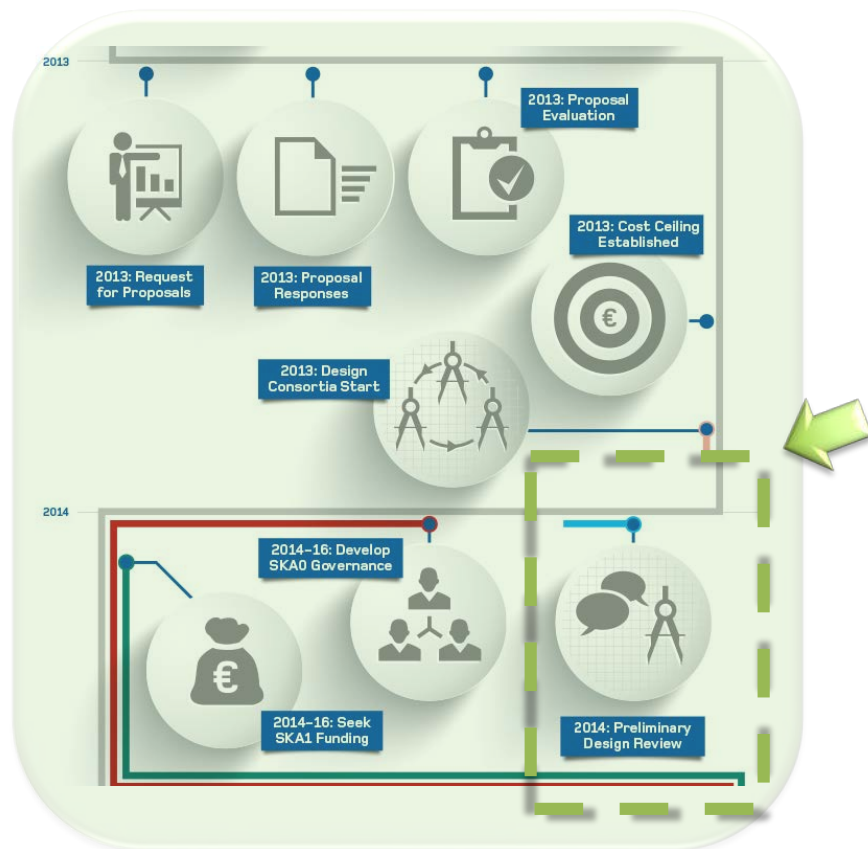 2013
2013: Proposal
Evaluation
2013: Request
for Proposals
2013: Proposal
Responses
2013: Cost Ceiling
Established
€
2013: Design
Consortia Start
2014
2014-16: Develop
SKA0 Governance
€
2014-16: Seek
SKA1 Funding
2014: Preliminary
Design Review